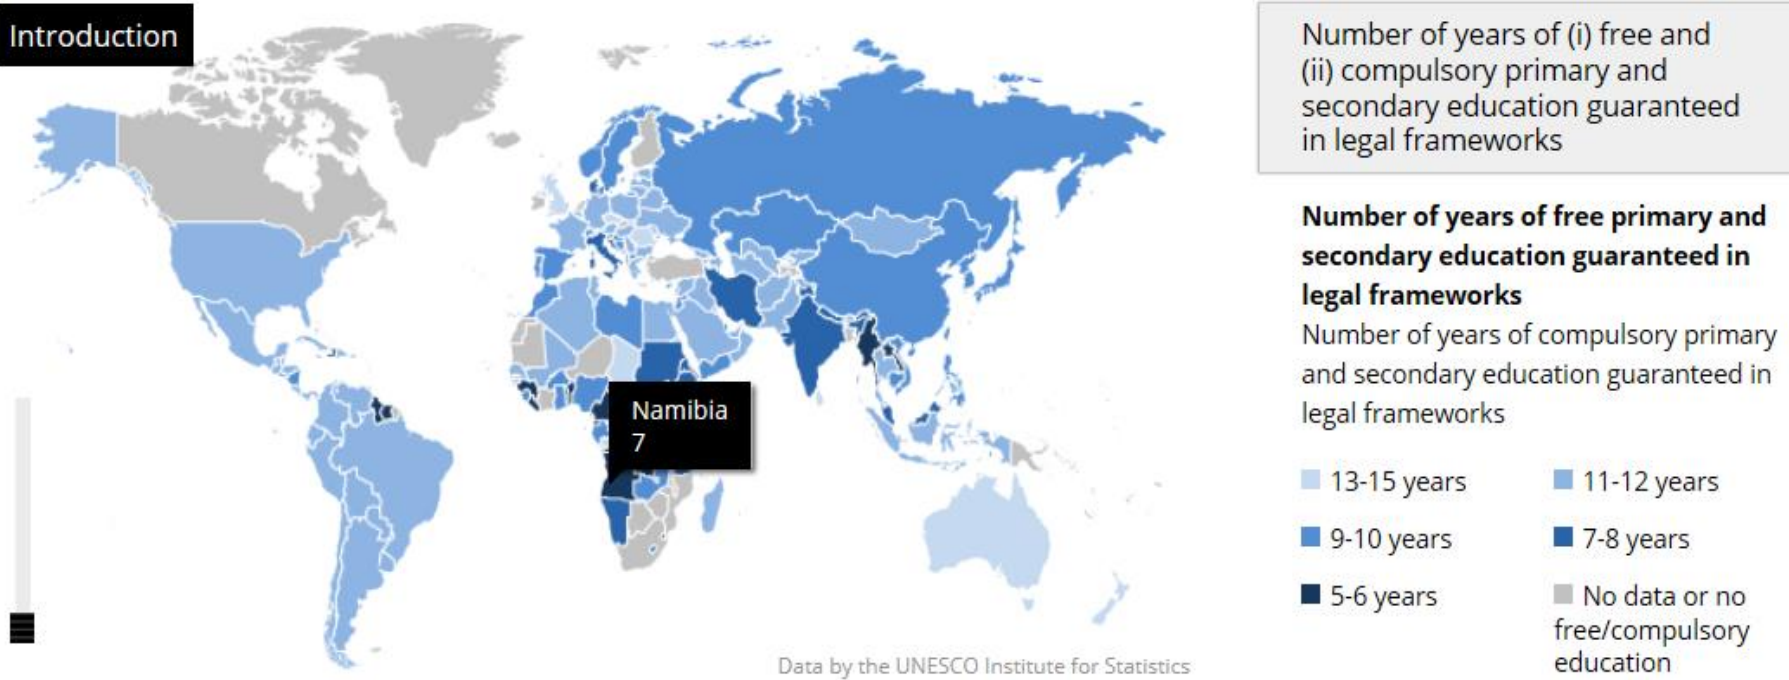 Introduction
Number of years of (i) free and
(ii) compulsory primary and
secondary education guaranteed
in legal frameworks
Number of years of free primary and
secondary education guaranteed in
legal frameworks
Number of years of compulsory primary
and secondary education guaranteed in
legal frameworks
Namibia
7
13-15 years
11-12 years
9-10 years
7-8 years
5-6 years
No data or no
free/compulsory
education
Data by the UNESCO Institute for Statistics